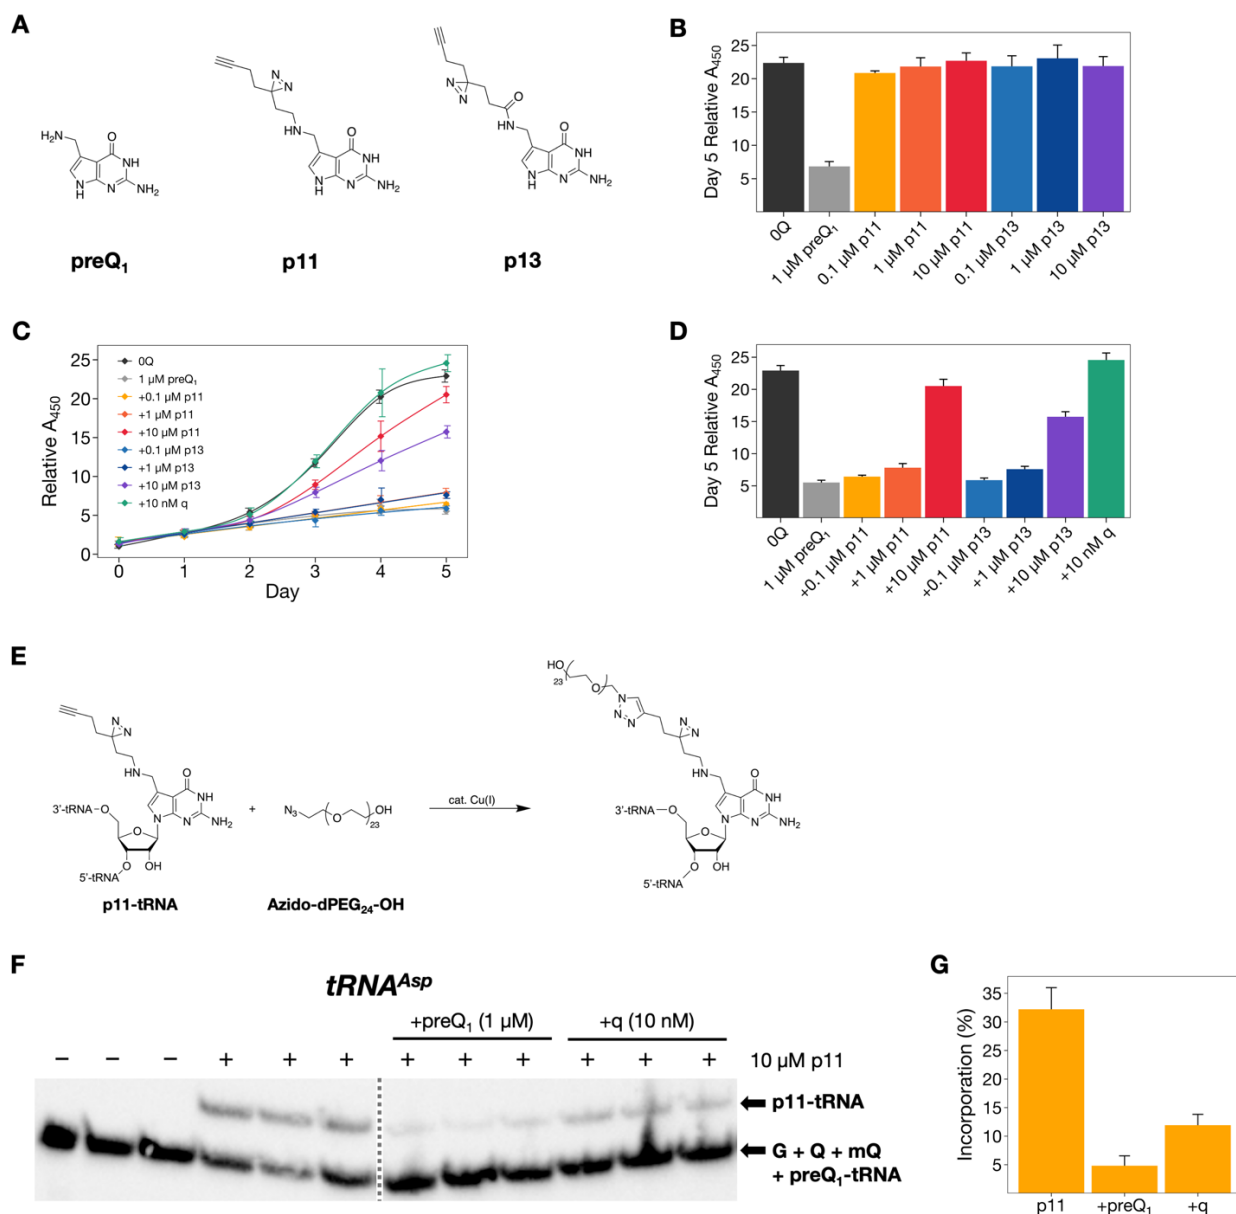 A
H₂N
O
NH
N
H
N
NH₂
preQ₁
N
N
HN
O
NH
N
H
N
NH₂
p11
N
N
O
HN
O
NH
N
H
N
NH₂
p13
B
Day 5 Relative A₄₅₀
25
20
15
10
5
0Q
1 µM preQ₁
0.1 µM p11
1 µM p11
10 µM p11
0.1 µM p13
1 µM p13
10 µM p13
C
Relative A₄₅₀
25
20
15
10
5
0
0Q
1 µM preQ₁
+0.1 µM p11
+1 µM p11
+10 µM p11
+0.1 µM p13
+1 µM p13
+10 µM p13
+10 nM q
0 1 2 3 4 5
Day
D
Day 5 Relative A₄₅₀
25
20
15
10
5
0Q
1 µM preQ₁
+0.1 µM p11
+1 µM p11
+10 µM p11
+0.1 µM p13
+1 µM p13
+10 µM p13
+10 nM q
E
N
N
HN
O
NH
N
N
NH₂
3'-tRNA
O
O
O
OH
5'-tRNA
p11-tRNA
+
N₃
O
OH
23
Azido-dPEG₂₄-OH
cat. Cu(I)
HO
23
O
N
N
N
N
N
HN
O
NH
N
N
NH₂
3'-tRNA
O
O
O
OH
5'-tRNA
F
tRNAᴬˢᵖ
+preQ₁ (1 µM)
+q (10 nM)
– – – + + + + + + + + + 10 µM p11
p11-tRNA
G + Q + mQ
+ preQ₁-tRNA
G
Incorporation (%)
35
30
25
20
15
10
5
p11 +preQ₁ +q